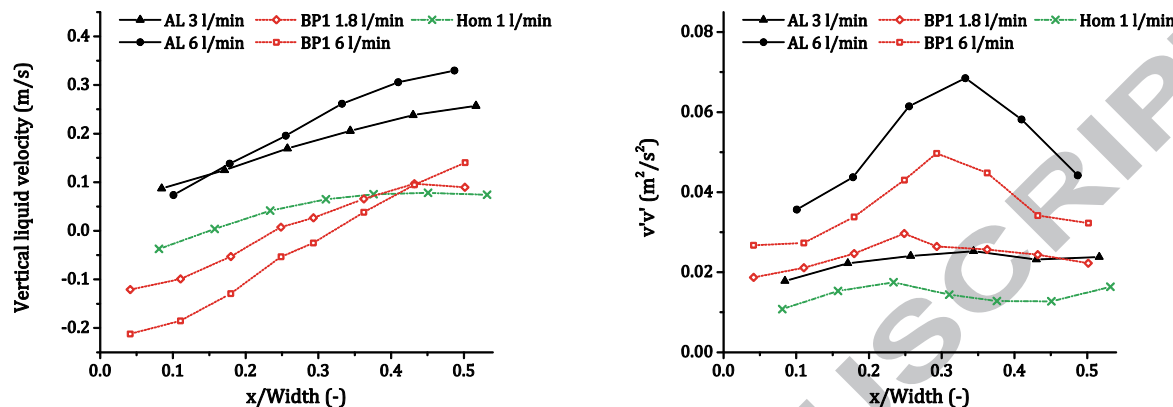 AL 3 l/min BP1 1.8 l/min Hom 1 l/min
AL 6 l/min BP1 6 l/min
Vertical liquid velocity (m/s)
0.4
0.3
0.2
0.1
0.0
-0.1
-0.2
0.0 0.1 0.2 0.3 0.4 0.5
x/Width (-)
AL 3 l/min BP1 1.8 l/min Hom 1 l/min
AL 6 l/min BP1 6 l/min
v'v' (m²/s²)
0.08
0.06
0.04
0.02
0.00
0.0 0.1 0.2 0.3 0.4 0.5
x/Width (-)
USCRIP